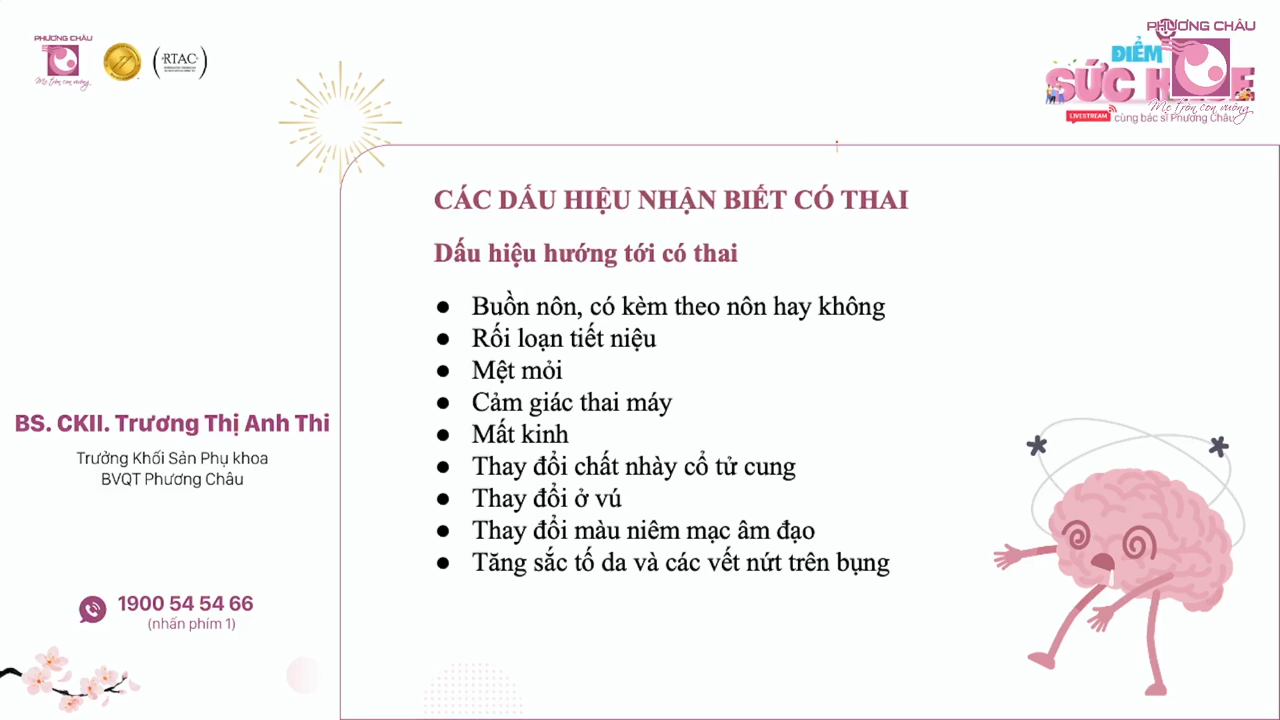 PHƯƠNG CHÂU
Mẹ tròn con vuông
RTAC
PHƯƠNG CHÂU
ĐIỂM
SỨC KHỎE
Mẹ tròn con vuông
LIVESTREAM
cùng bác sĩ Phương Châu
CÁC DẤU HIỆU NHẬN BIẾT CÓ THAI
Dấu hiệu hướng tới có thai
● Buồn nôn, có kèm theo nôn hay không
● Rối loạn tiết niệu
● Mệt mỏi
● Cảm giác thai máy
● Mất kinh
● Thay đổi chất nhày cổ tử cung
● Thay đổi ở vú
● Thay đổi màu niêm mạc âm đạo
● Tăng sắc tố da và các vết nứt trên bụng
BS. CKII. Trương Thị Anh Thi
Trưởng Khối Sản Phụ khoa
BVQT Phương Châu
1900 54 54 66
(nhấn phím 1)